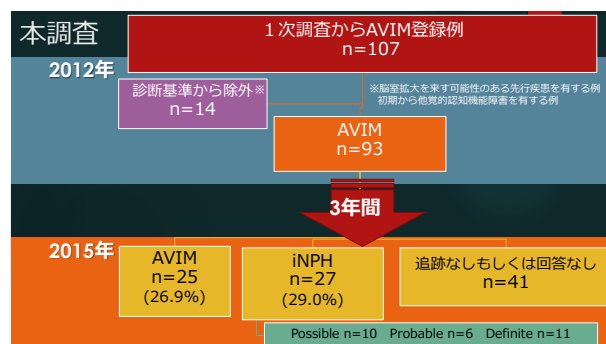 本調査
１次調査からAVIM登録例
n=107
2012年
診断基準から除外※
n=14
※脳室拡大を来す可能性のある先行疾患を有する例
初期から他覚的認知機能障害を有する例
AVIM
n=93
3年間
2015年
AVIM
n=25
(26.9%)
iNPH
n=27
(29.0%)
追跡なしもしくは回答なし
n=41
Possible n=10 Probable n=6 Definite n=11